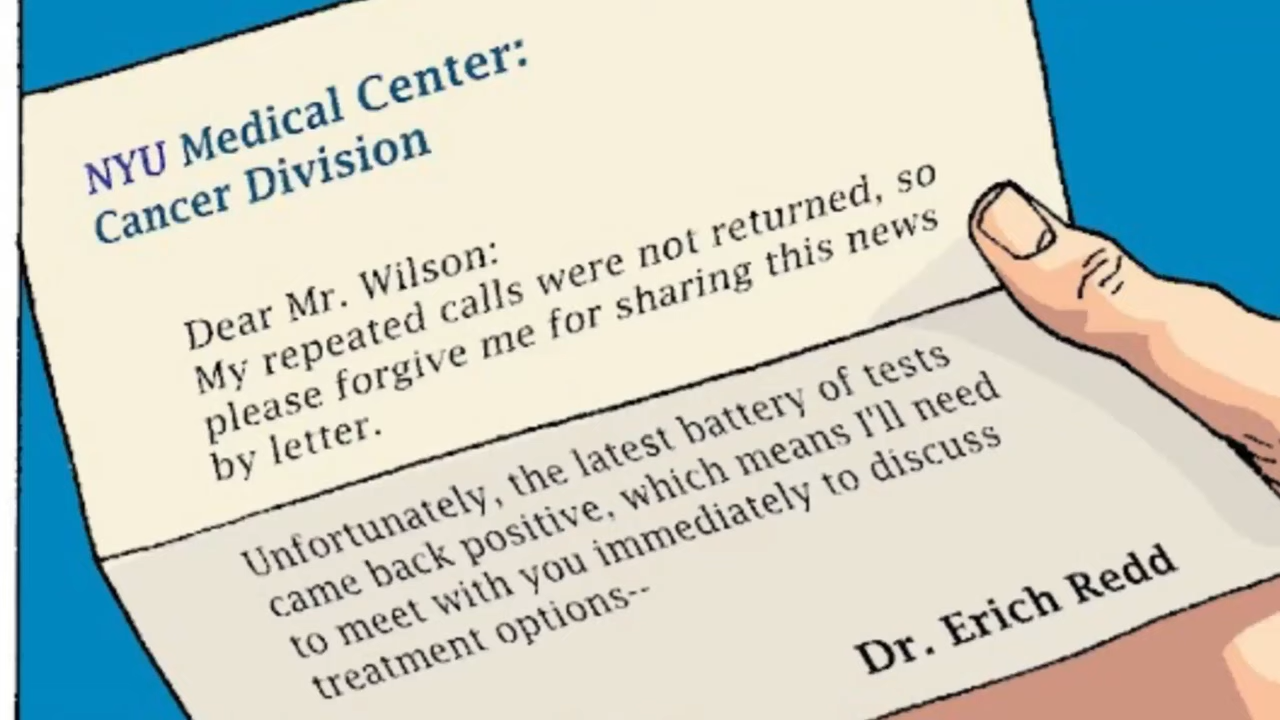 NYU Medical Center:
Cancer Division
Dear Mr. Wilson:
My repeated calls were not returned, so
please forgive me for sharing this news
by letter.
Unfortunately, the latest battery of tests
came back positive, which means I'll need
to meet with you immediately to discuss
treatment options--
Dr. Erich Redd